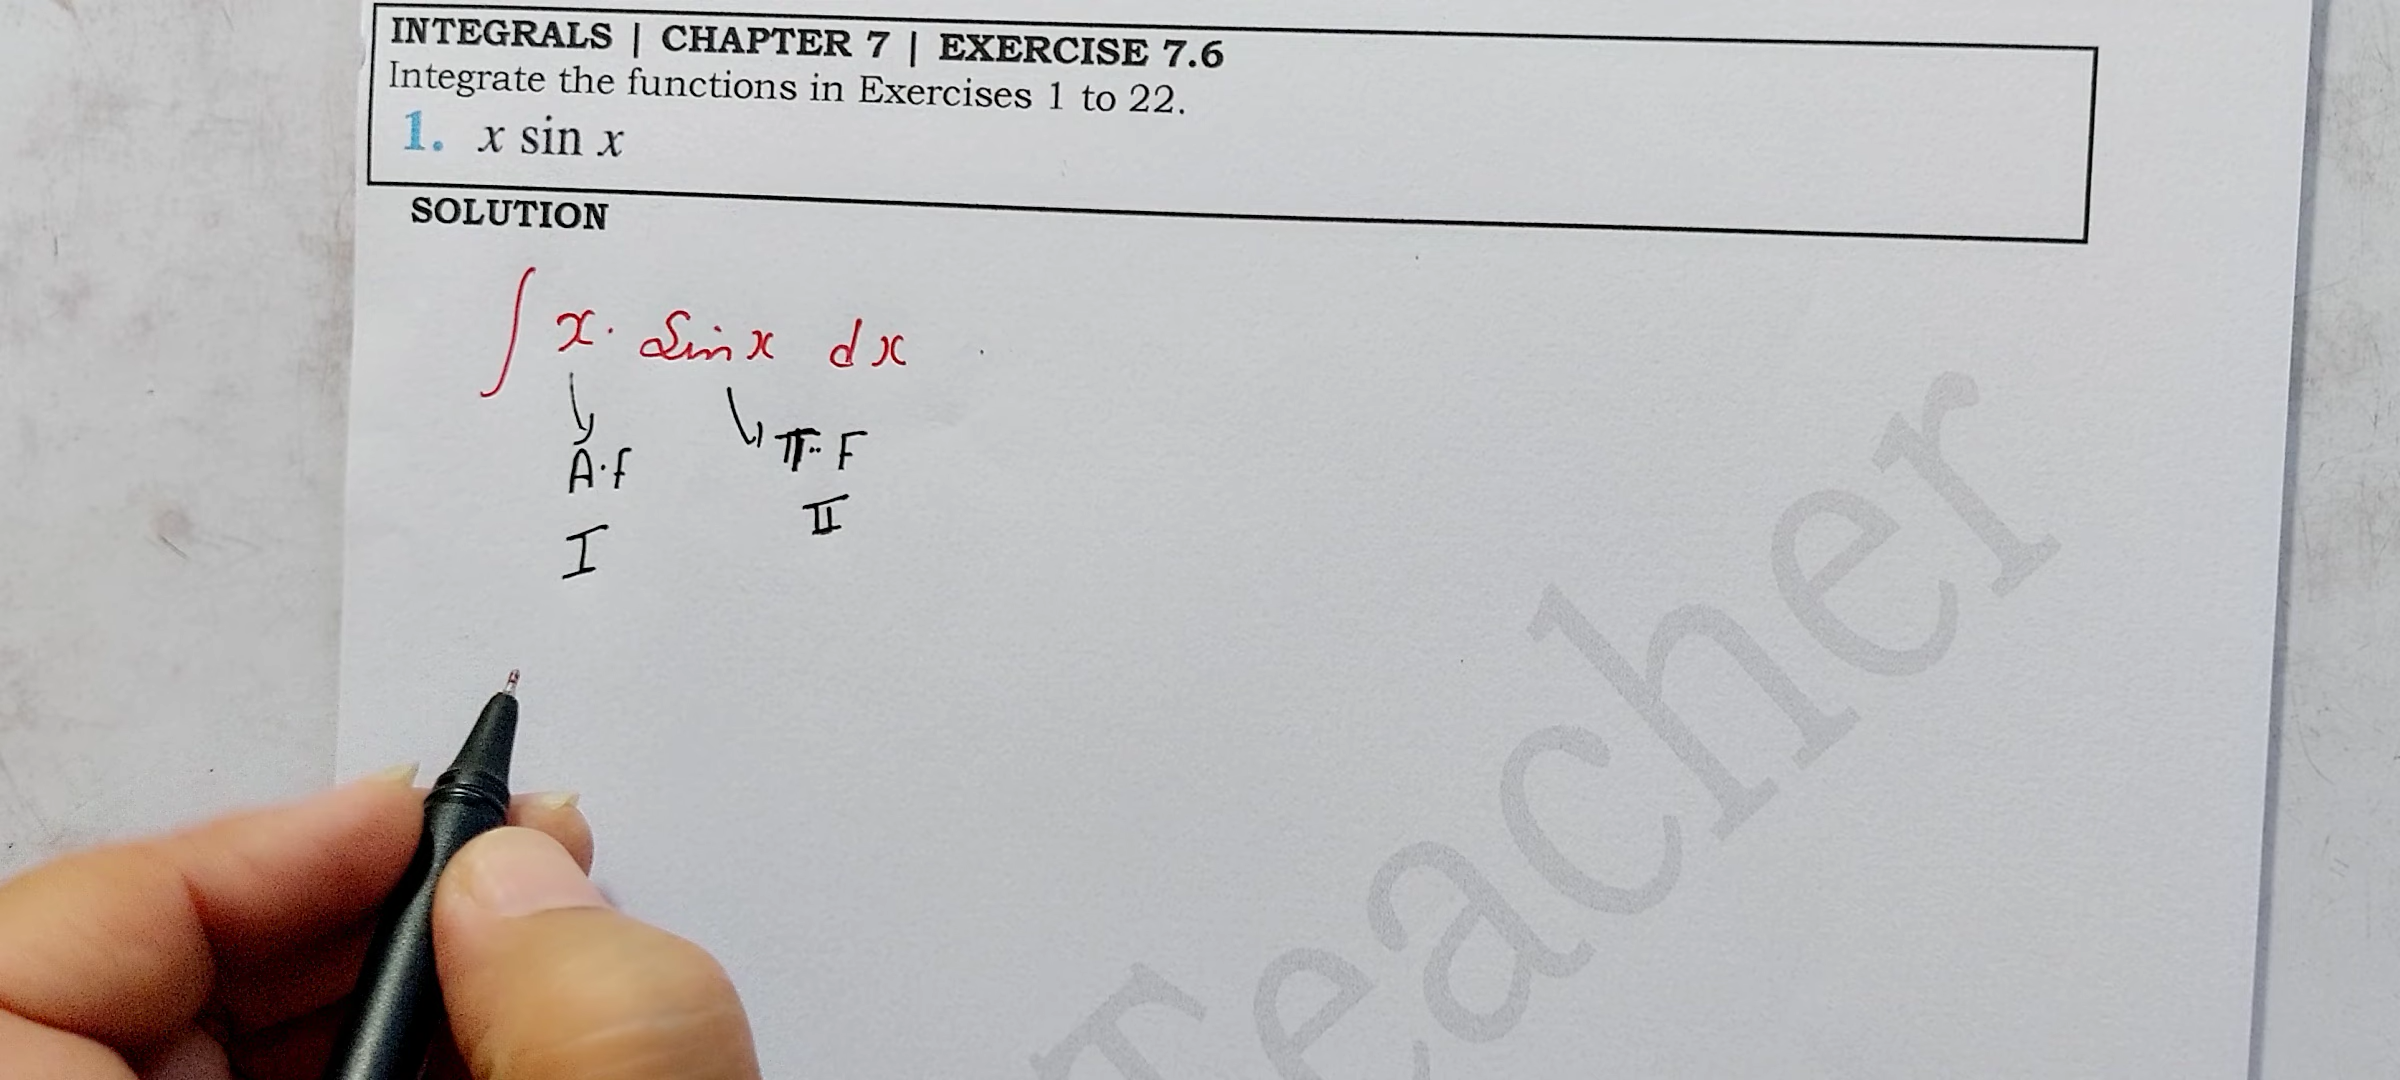 INTEGRALS | CHAPTER 7 | EXERCISE 7.6
Integrate the functions in Exercises 1 to 22.
1. x sin x
SOLUTION
∫ x · Sin x dx
A·f T·F
I II
Teacher